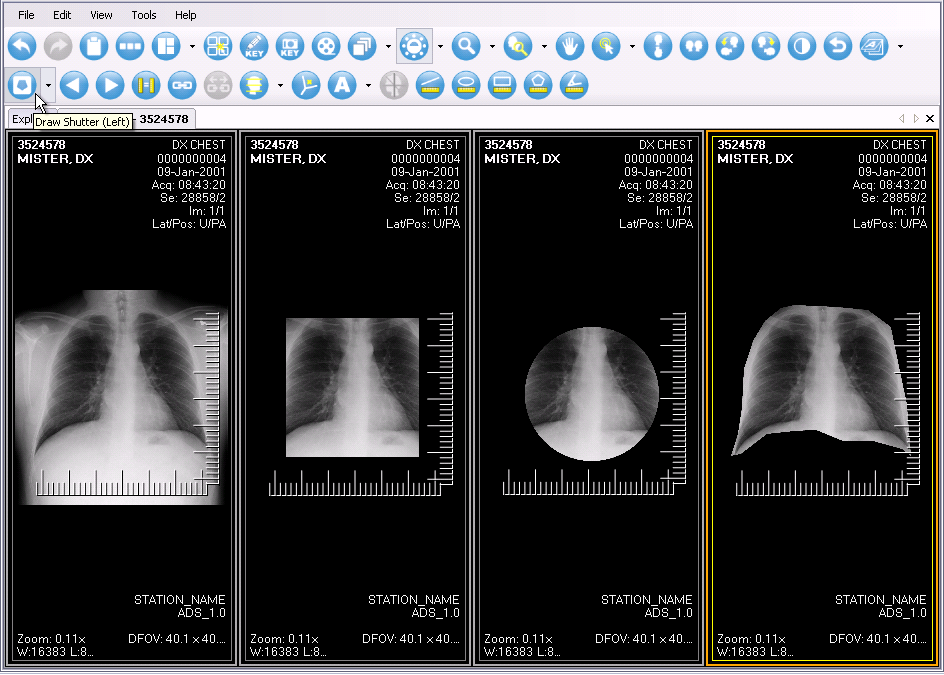 File Edit View Tools Help
KEY KEY
A
Expl 3524578
Draw Shutter (Left)
3524578 DX CHEST
MISTER, DX 0000000004
09-Jan-2001
Acq: 08:43:20
Se: 28858/2
Im: 1/1
Lat/Pos: U/PA
STATION_NAME
ADS_1.0
Zoom: 0.11x DFOV: 40.1 x 40....
W:16383 L:8...
3524578 DX CHEST
MISTER, DX 0000000004
09-Jan-2001
Acq: 08:43:20
Se: 28858/2
Im: 1/1
Lat/Pos: U/PA
STATION_NAME
ADS_1.0
Zoom: 0.11x DFOV: 40.1 x 40....
W:16383 L:8...
3524578 DX CHEST
MISTER, DX 0000000004
09-Jan-2001
Acq: 08:43:20
Se: 28858/2
Im: 1/1
Lat/Pos: U/PA
STATION_NAME
ADS_1.0
Zoom: 0.11x DFOV: 40.1 x 40....
W:16383 L:8...
3524578 DX CHEST
MISTER, DX 0000000004
09-Jan-2001
Acq: 08:43:20
Se: 28858/2
Im: 1/1
Lat/Pos: U/PA
STATION_NAME
ADS_1.0
Zoom: 0.11x DFOV: 40.1 x 40....
W:16383 L:8...